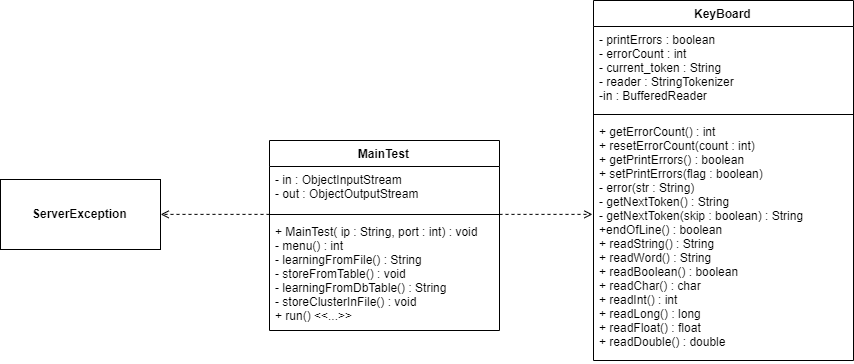 ServerException
MainTest
- in : ObjectInputStream
- out : ObjectOutputStream
+ MainTest( ip : String, port : int) : void
- menu() : int
- learningFromFile() : String
- storeFromTable() : void
- learningFromDbTable() : String
- storeClusterInFile() : void
+ run() <<...>>
KeyBoard
- printErrors : boolean
- errorCount : int
- current_token : String
- reader : StringTokenizer
-in : BufferedReader
+ getErrorCount() : int
+ resetErrorCount(count : int)
+ getPrintErrors() : boolean
+ setPrintErrors(flag : boolean)
- error(str : String)
- getNextToken() : String
- getNextToken(skip : boolean) : String
+endOfLine() : boolean
+ readString() : String
+ readWord() : String
+ readBoolean() : boolean
+ readChar() : char
+ readInt() : int
+ readLong() : long
+ readFloat() : float
+ readDouble() : double